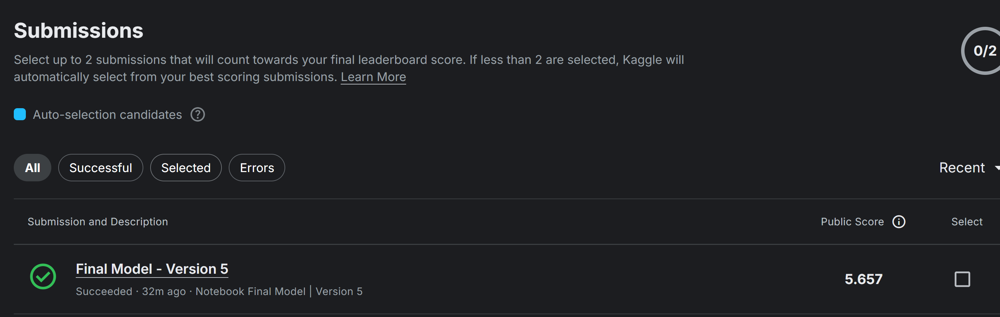 Submissions
0/2
Select up to 2 submissions that will count towards your final leaderboard score. If less than 2 are selected, Kaggle will
automatically select from your best scoring submissions. Learn More
Auto-selection candidates
All Successful Selected Errors Recent
Submission and Description Public Score Select
Final Model - Version 5
5.657
Succeeded · 32m ago · Notebook Final Model | Version 5